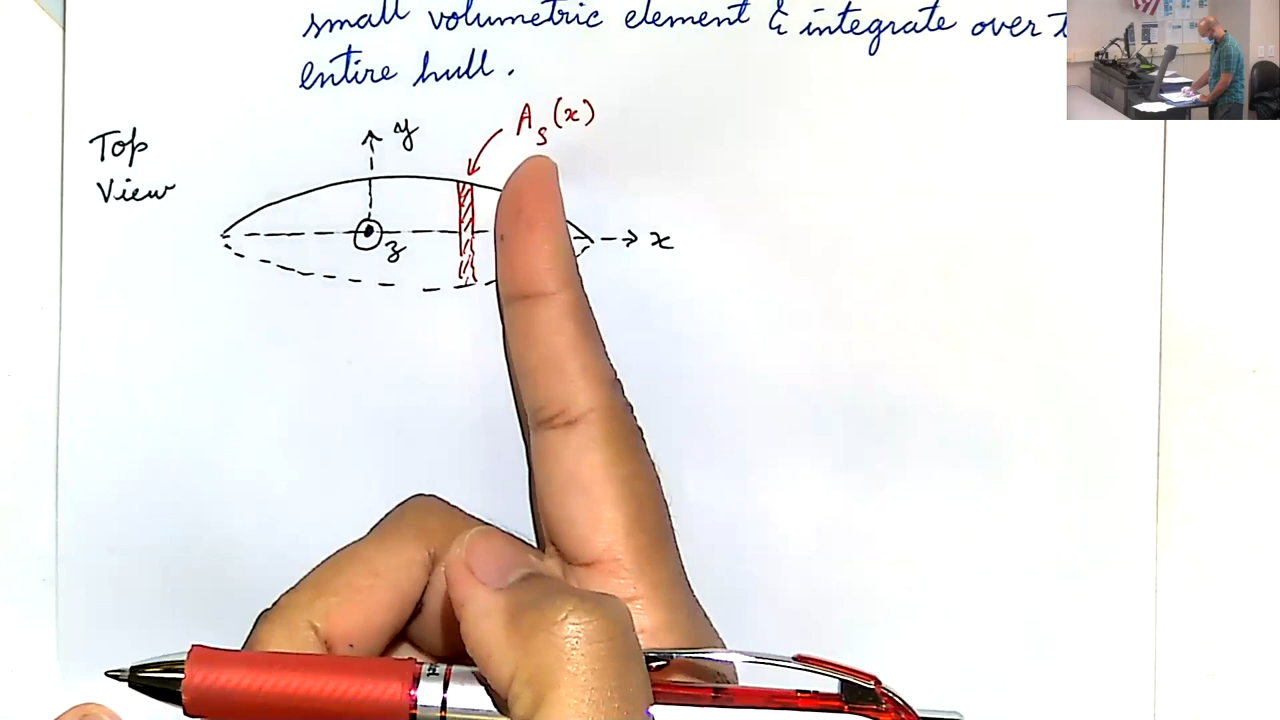 small volumetric element & integrate over
entire hull.
Top
View
y
A_s(x)
z
x